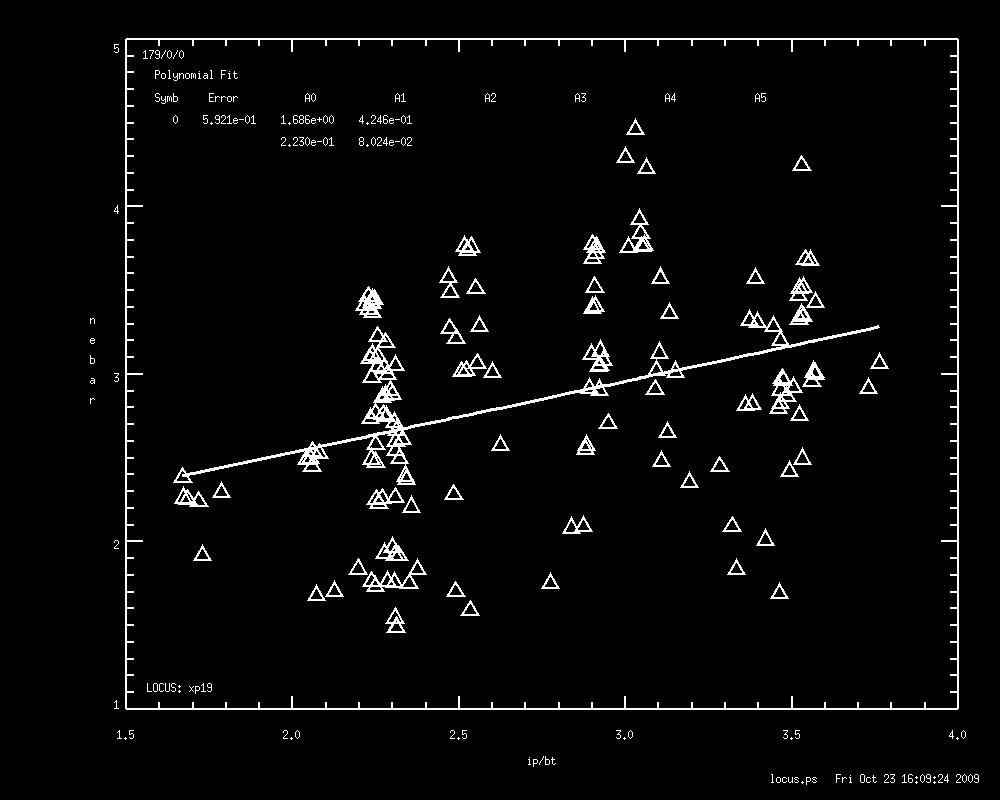 179/0/0
Polynomial Fit
Symb Error A0 A1 A2 A3 A4 A5
0 5.921e-01 1.686e+00 4.246e-01
2.230e-01 8.024e-02
5
4
3
2
1
n
e
b
a
r
LOCUS: xp19
1.5 2.0 2.5 3.0 3.5 4.0
ip/bt
locus.ps Fri Oct 23 16:09:24 2009